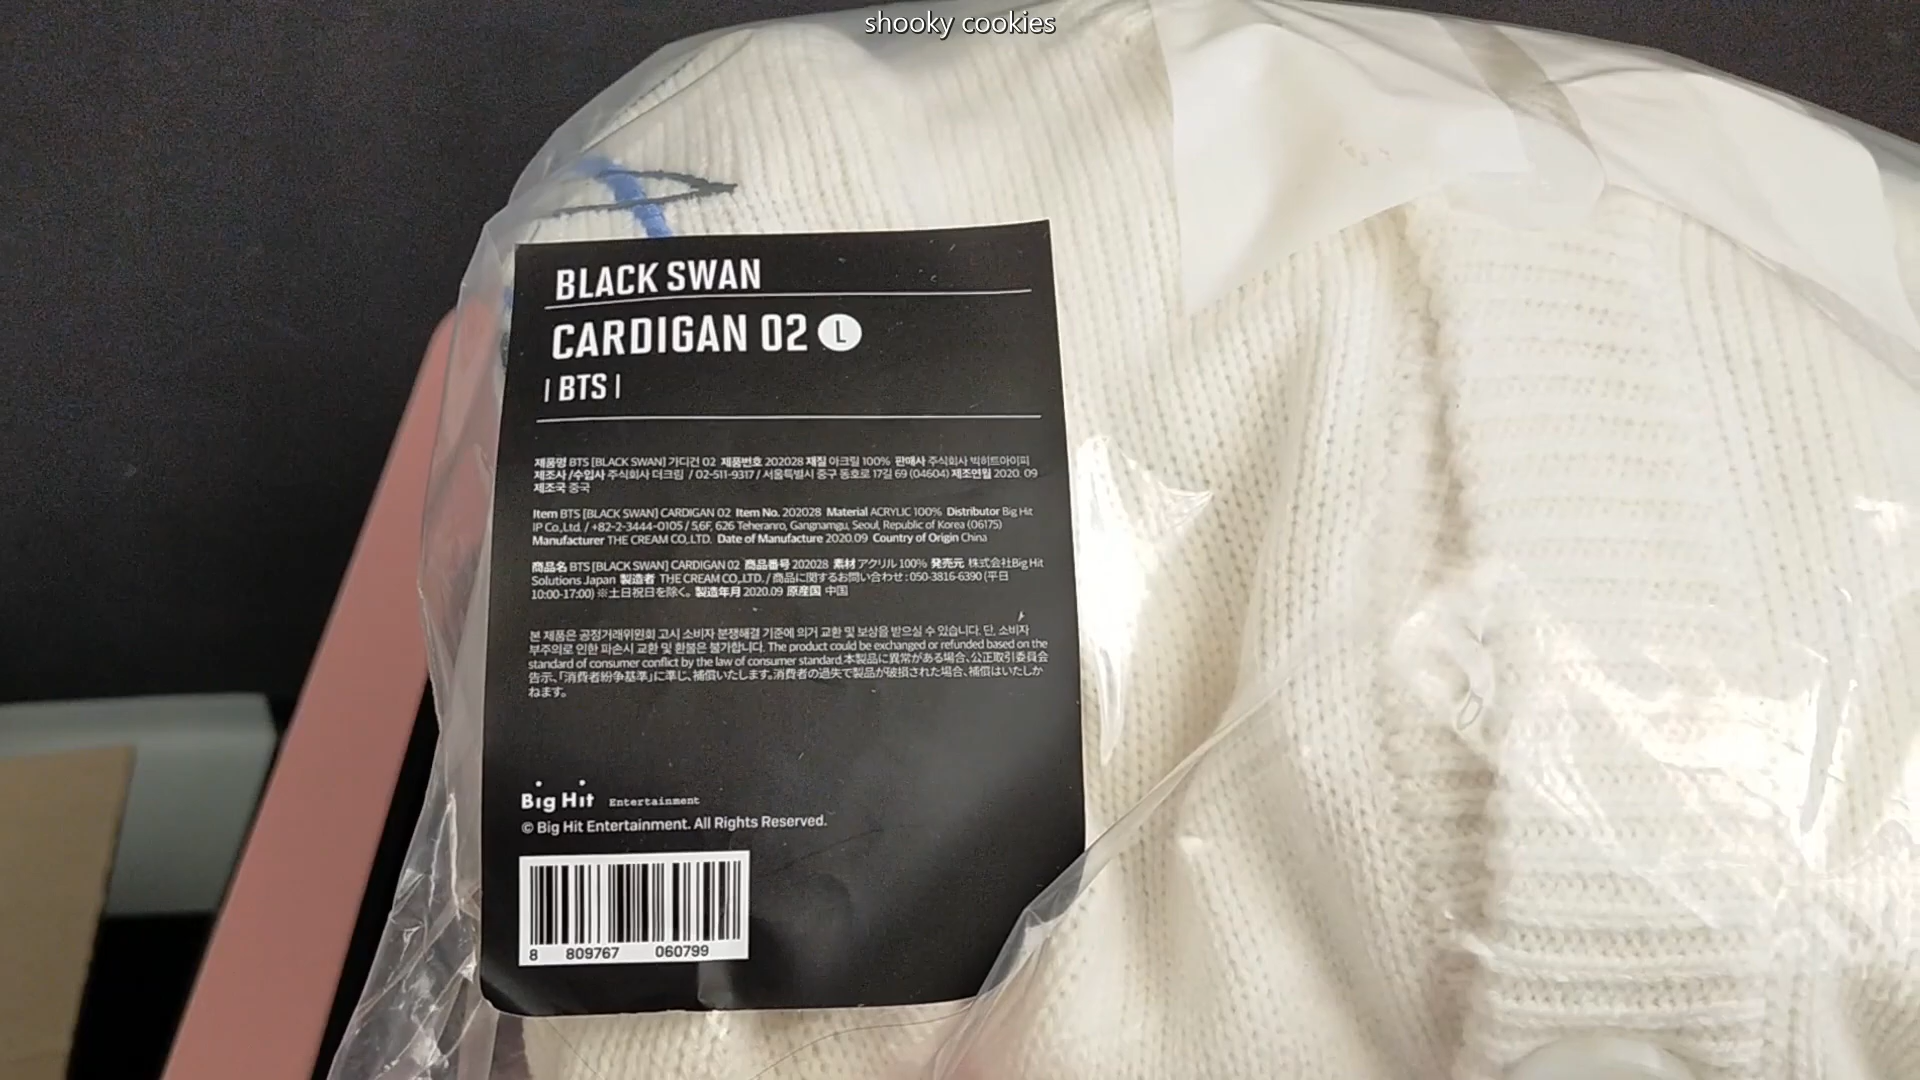 shooky cookies
BLACK SWAN
CARDIGAN 02 L
| BTS |
제품명 BTS [BLACK SWAN] 가디건 02 제품번호 202028 재질 아크릴 100% 판매사 주식회사 빅히트아이피
제조사 /수입사 주식회사 더크림 / 02-511-9317 / 서울특별시 중구 동호로 17길 69 (04604) 제조연월 2020. 09
제조국 중국
Item BTS [BLACK SWAN] CARDIGAN 02 Item No. 202028 Material ACRYLIC 100% Distributor Big Hit
IP Co.,Ltd. / +82-2-3444-0105 / 5,6F, 626 Teheranro, Gangnamgu, Seoul, Republic of Korea (06175)
Manufacturer THE CREAM CO.,LTD. Date of Manufacture 2020.09 Country of Origin China
商品名 BTS [BLACK SWAN] CARDIGAN 02 商品番号 202028 素材 アクリル 100% 発売元 株式会社Big Hit
Solutions Japan 製造者 THE CREAM CO,.LTD. / 商品に関するお問い合わせ : 050-3816-6390 (平日
10:00-17:00) ※土日祝日を除く。 製造年月 2020.09 原産国 中国
본 제품은 공정거래위원회 고시 소비자 분쟁해결 기준에 의거 교환 및 보상을 받으실 수 있습니다. 단, 소비자
부주의로 인한 파손시 교환 및 환불은 불가합니다. The product could be exchanged or refunded based on the
standard of consumer conflict by the law of consumer standard.本製品に異常がある場合、公正取引委員会
告示、「消費者紛争基準」に準じ、補償いたします。消費者の過失で製品が破損された場合、補償はいたしか
ねます。
Big Hit Entertainment
© Big Hit Entertainment. All Rights Reserved.
8 809767 060799